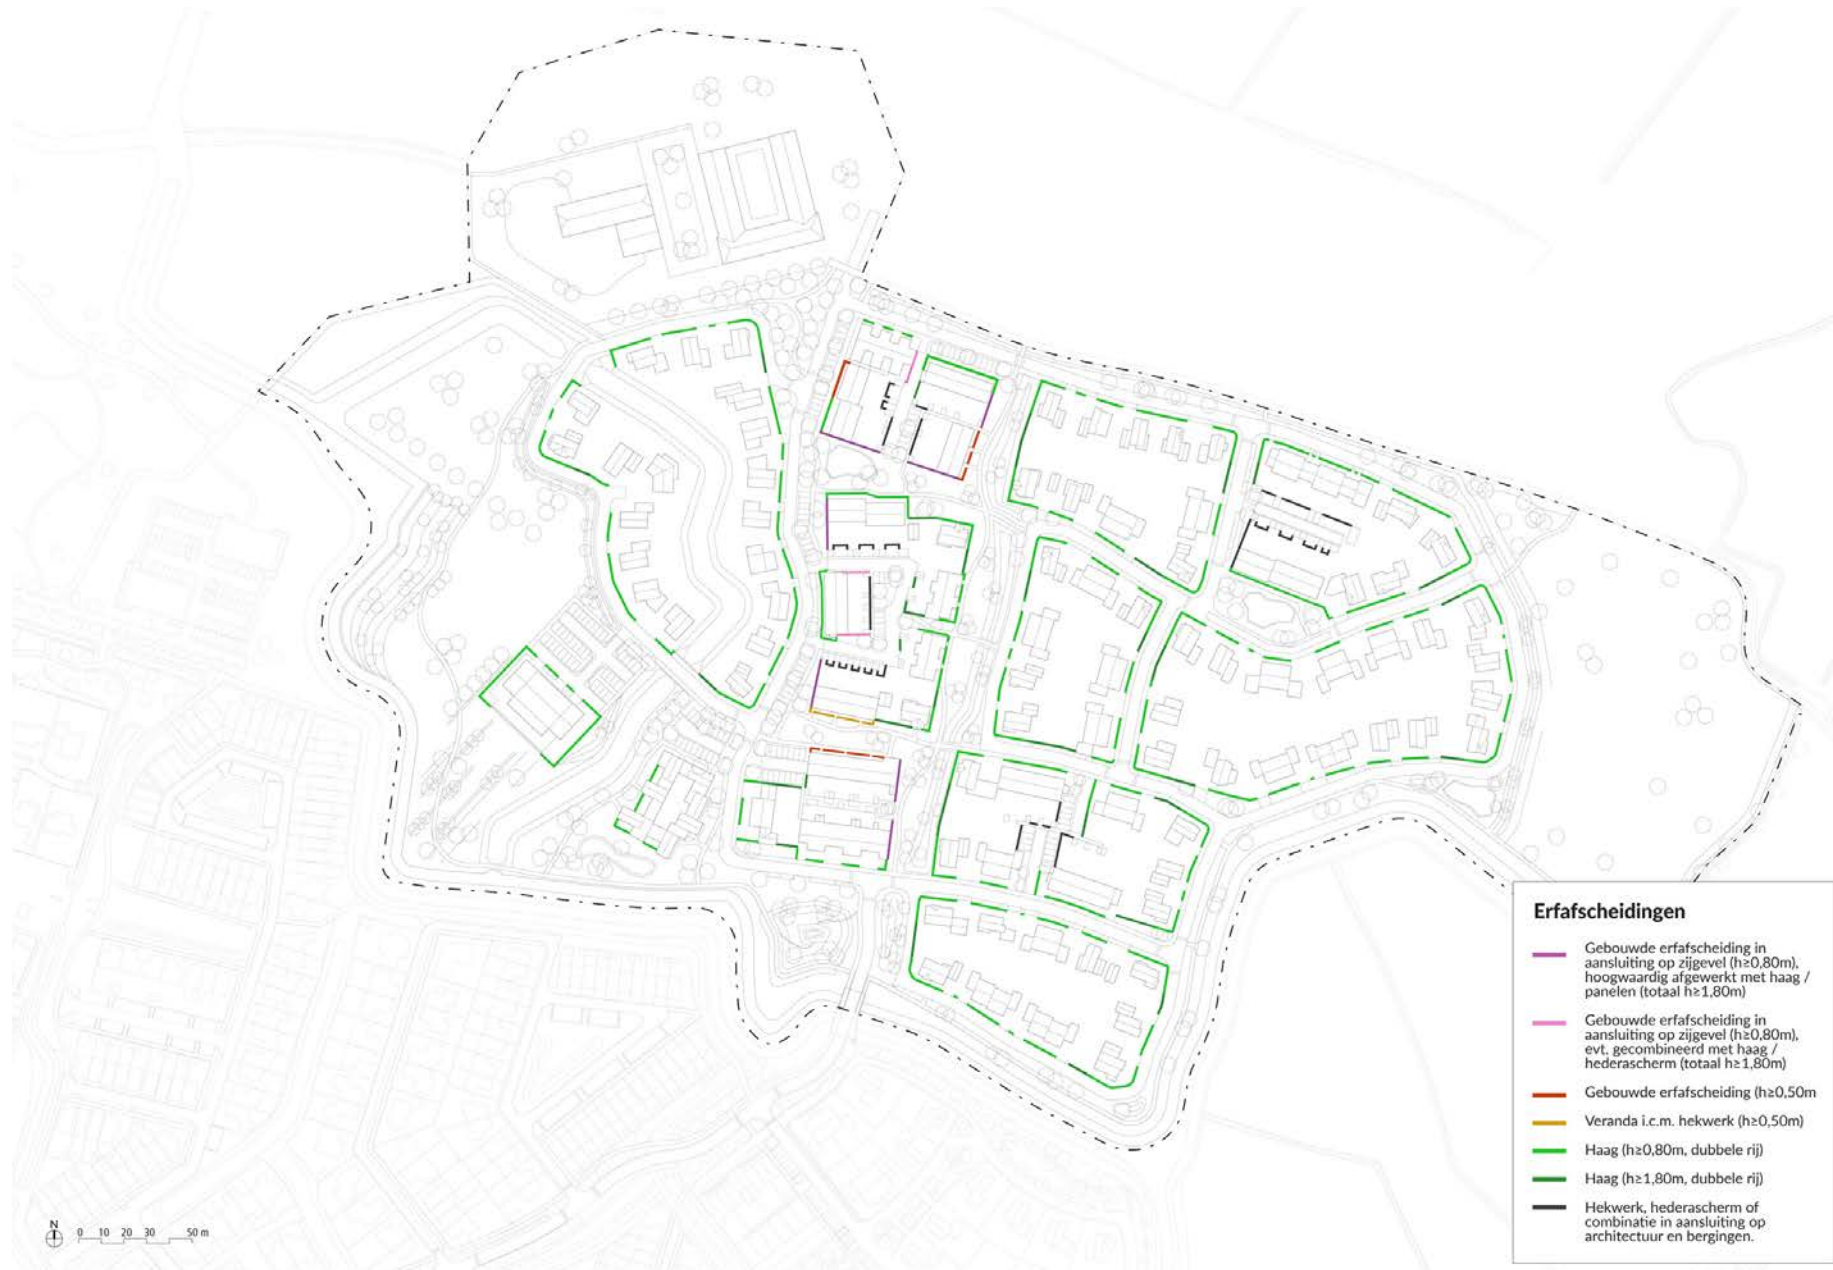 Erfafscheidingen
Gebouwde erfafscheiding in
aansluiting op zijgevel (h≥0,80m),
hoogwaardig afgewerkt met haag /
panelen (totaal h≥1,80m)
Gebouwde erfafscheiding in
aansluiting op zijgevel (h≥0,80m),
evt. gecombineerd met haag /
hederascherm (totaal h≥1,80m)
Gebouwde erfafscheiding (h≥0,50m
Veranda i.c.m. hekwerk (h≥0,50m)
Haag (h≥0,80m, dubbele rij)
Haag (h≥1,80m, dubbele rij)
Hekwerk, hederascherm of
combinatie in aansluiting op
architectuur en bergingen.
N
0 10 20 30 50 m